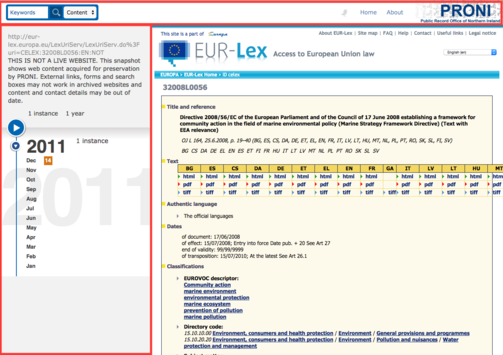 Keywords
Content
Home
About
PRONI
Public Record Office of Northern Ireland
http://eur-
lex.europa.eu/LexUriServ/LexUriServ.do%3F
uri=CELEX:32008L0056:EN:NOT
THIS IS NOT A LIVE WEBSITE. This snapshot
shows web content acquired for preservation
by PRONI. External links, forms and search
boxes may not work in archived websites and
content and contact details may be out of
date.
1 instance    1 year
2011
1 instance
Dec 14
Nov
Oct
Sep
Aug
Jul
Jun
May
Apr
Mar
Feb
Jan
2011
This site is a part of Europa
About EUR-Lex | Site map | FAQ | Help | Contact | Useful links | Legal notice
EUR-Lex Access to European Union law
English (en)
EUROPA > EUR-Lex Home > ID celex
32008L0056
Title and reference
Directive 2008/56/EC of the European Parliament and of the Council of 17 June 2008 establishing a framework for
community action in the field of marine environmental policy (Marine Strategy Framework Directive) (Text with
EEA relevance)
OJ L 164, 25.6.2008, p. 19–40 (BG, ES, CS, DA, DE, ET, EL, EN, FR, IT, LV, LT, HU, MT, NL, PL, PT, RO, SK, SL, FI, SV)
BG CS DA DE EL EN ES ET FI FR HU IT LT LV MT NL PL PT RO SK SL SV
Text
BG ES CS DA DE ET EL EN FR GA IT LV LT HU MT
html html html html html html html html html html html html html html
pdf pdf pdf pdf pdf pdf pdf pdf pdf pdf pdf pdf pdf pdf
tiff tiff tiff tiff tiff tiff tiff tiff tiff tiff tiff tiff tiff tiff
Authentic language
The official languages
Dates
of document: 17/06/2008
of effect: 15/07/2008; Entry into force Date pub. + 20 See Art 27
end of validity: 99/99/9999
of transposition: 15/07/2010; At the latest See Art 26.1
Classifications
EUROVOC descriptor:
Community action
marine environment
environmental protection
marine ecosystem
prevention of pollution
marine pollution
Directory code:
15.10.10.00 Environment, consumers and health protection / Environment / General provisions and programmes
15.10.20.20 Environment, consumers and health protection / Environment / Pollution and nuisances / Water
protection and management